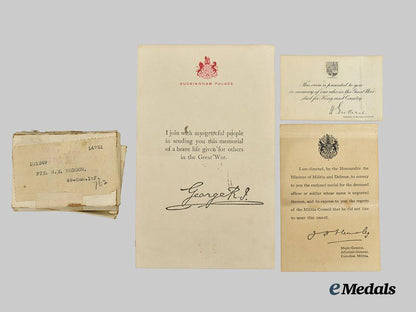 PTE.
BUCKINGHAM PALACE
I join with my grateful people
in sending you this memorial
of a brave life given for others
in the Great War.
George R.I.
This cross is presented to you
in memory of one who in the Great War
died for King and Country
I am directed, by the Honourable the
Minister of Militia and Defence, to convey
to you the enclosed medal for the deceased
officer or soldier whose name is engraved
thereon, and to express to you the regrets
of the Militia Council that he did not live
to wear this award.
Major-General,
Adjutant-General,
Canadian Militia.
eMedals